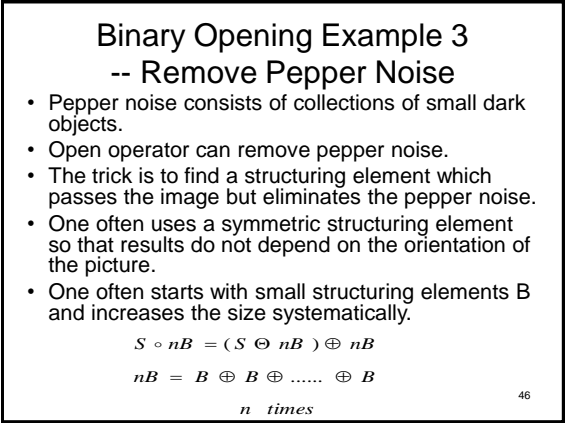 Binary Opening Example 3
-- Remove Pepper Noise
• Pepper noise consists of collections of small dark
objects.
• Open operator can remove pepper noise.
• The trick is to find a structuring element which
passes the image but eliminates the pepper noise.
• One often uses a symmetric structuring element
so that results do not depend on the orientation of
the picture.
• One often starts with small structuring elements B
and increases the size systematically.
S ∘ nB = ( S Θ nB ) ⊕ nB
nB = B ⊕ B ⊕ ...... ⊕ B
n times
46